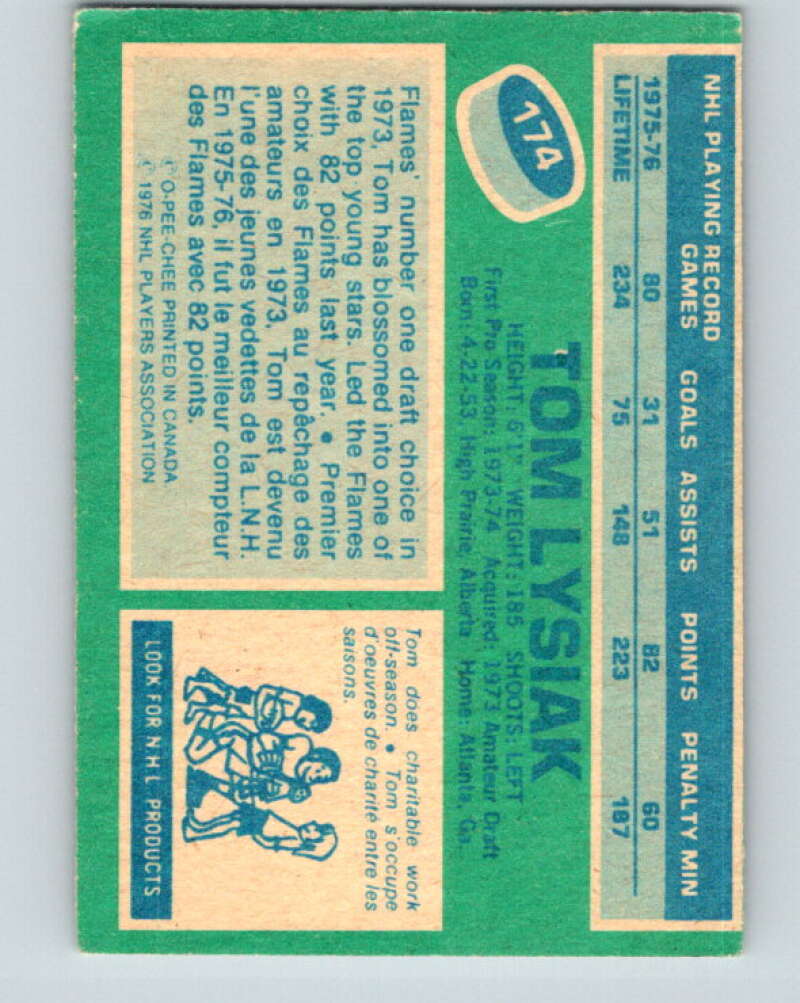 NHL PLAYING RECORD
GAMES GOALS ASSISTS POINTS PENALTY MIN
1975-76 80 31 51 82 60
LIFETIME 234 75 148 223 187
174
TOM LYSIAK
HEIGHT: 6'1" WEIGHT: 185 SHOOTS: LEFT
First Pro Season: 1973-74 Acquired: 1973 Amateur Draft
Born: 4-22-53, High Prairie, Alberta Home: Atlanta, Ga.
Flames' number one draft choice in
1973, Tom has blossomed into one of
the top young stars. Led the Flames
with 82 points last year. • Premier
choix des Flames au repêchage des
amateurs en 1973, Tom est devenu
l'une des jeunes vedettes de la L.N.H.
En 1975-76, il fut le meilleur compteur
des Flames avec 82 points.
© O-PEE-CHEE PRINTED IN CANADA
© 1976 NHL PLAYERS ASSOCIATION
Tom does charitable work
off-season. • Tom s'occupe
d'oeuvres de charité entre les
saisons.
LOOK FOR NHL PRODUCTS